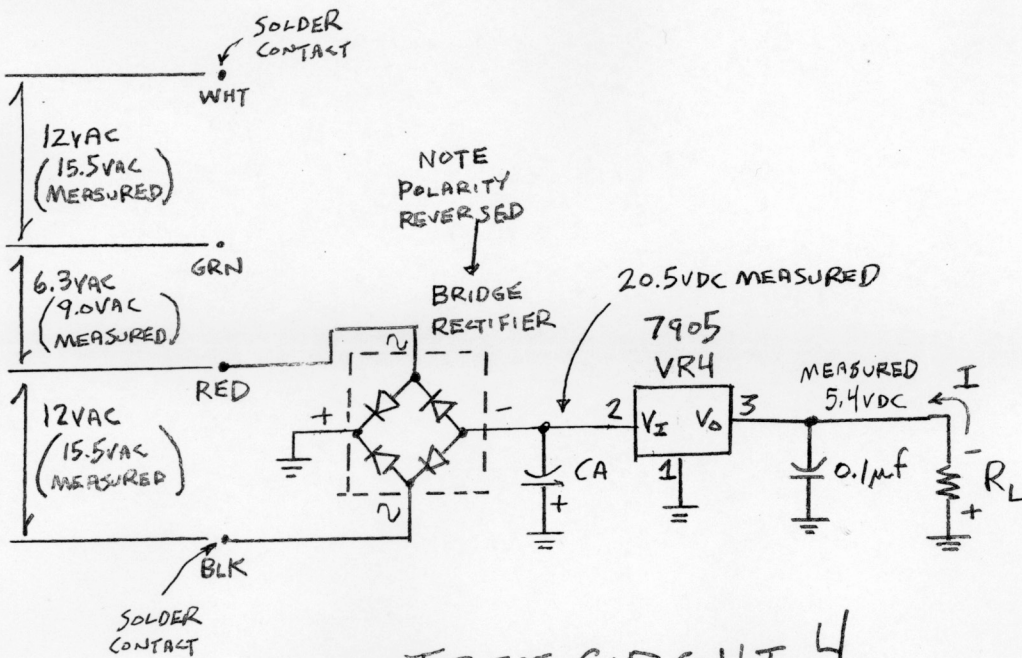 SOLDER
CONTACT
WHT
12VAC
(15.5VAC
MEASURED)
GRN
6.3VAC
(9.0VAC
MEASURED)
RED
12VAC
(15.5VAC
MEASURED)
BLK
SOLDER
CONTACT
NOTE
POLARITY
REVERSED
BRIDGE
RECTIFIER
~
+
-
~
20.5VDC MEASURED
CA
+
7905
VR4
2
VI VO
3
1
MEASURED
5.4VDC
I
0.1µf
-
RL
+